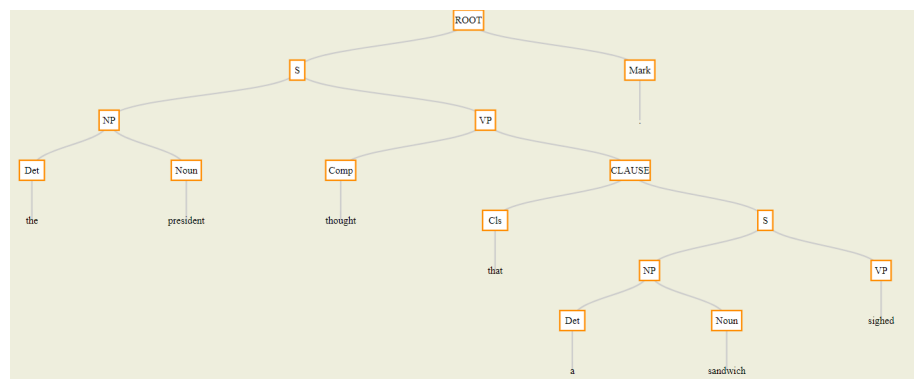 ROOT
S Mark
NP VP .
Det Noun Comp CLAUSE
the president thought Cls S
that NP VP
Det Noun sighed
a sandwich